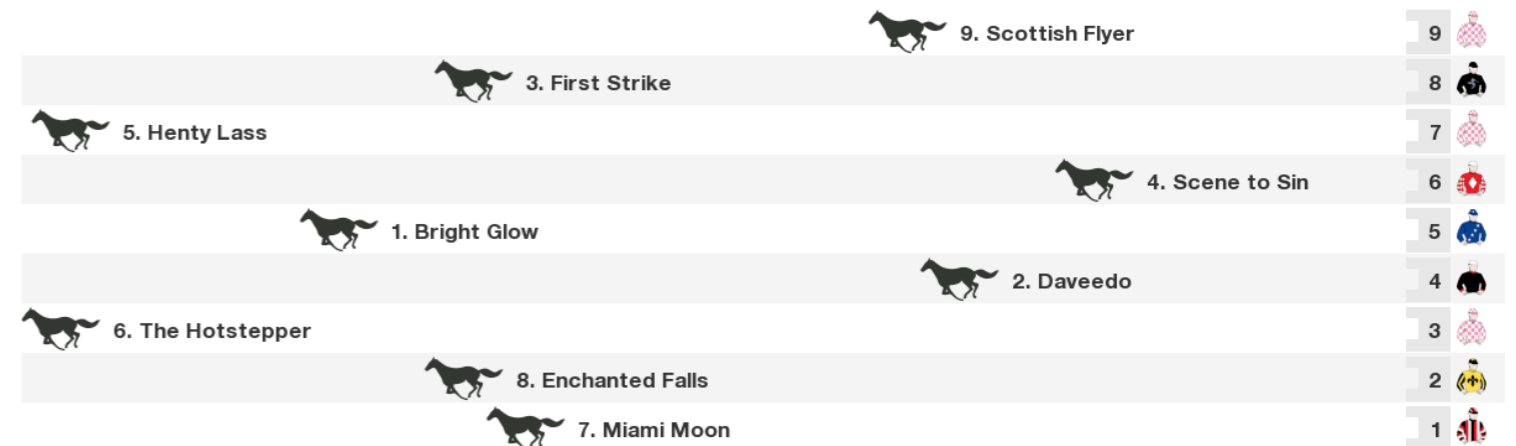 9. Scottish Flyer 9
3. First Strike 8
5. Henty Lass 7
4. Scene to Sin 6
1. Bright Glow 5
2. Daveedo 4
6. The Hotstepper 3
8. Enchanted Falls 2
7. Miami Moon 1